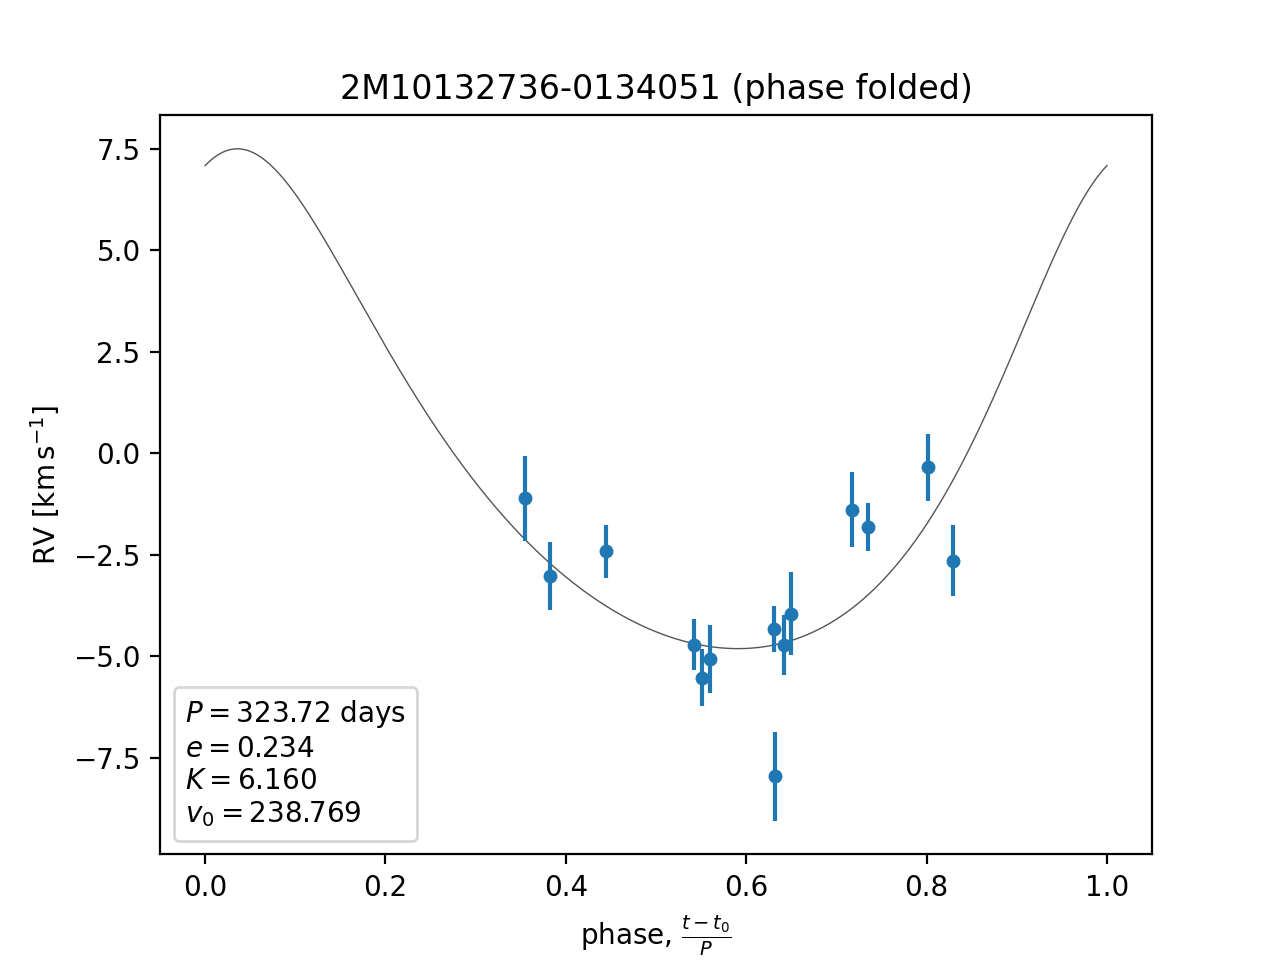 2M10132736-0134051 (phase folded)
RV [km s⁻¹]
7.5
5.0
2.5
0.0
−2.5
−5.0
−7.5
P = 323.72 days
e = 0.234
K = 6.160
v₀ = 238.769
0.0 0.2 0.4 0.6 0.8 1.0
phase, (t − t₀)/P